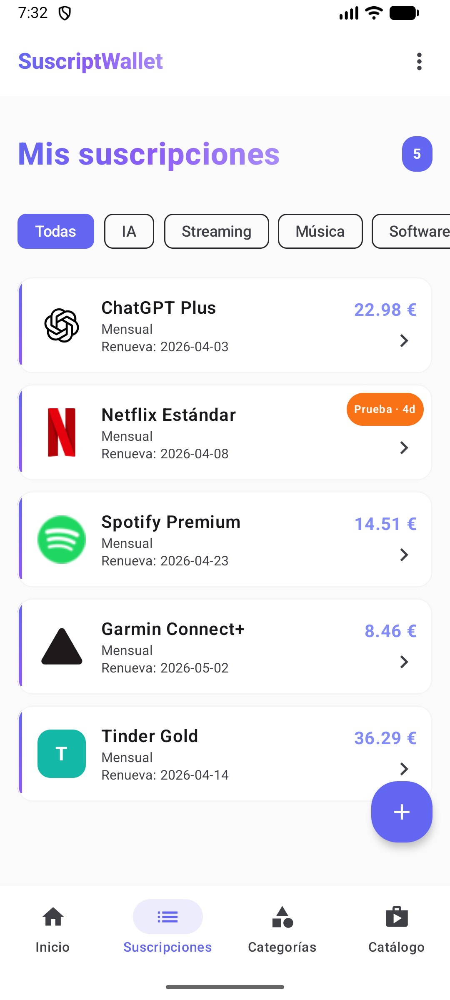 7:32
SuscriptWallet
Mis suscripciones
5
Todas
IA
Streaming
Música
Software
ChatGPT Plus
22.98 €
Mensual
Renueva: 2026-04-03
Prueba · 4d
Netflix Estándar
Mensual
Renueva: 2026-04-08
Spotify Premium
14.51 €
Mensual
Renueva: 2026-04-23
Garmin Connect+
8.46 €
Mensual
Renueva: 2026-05-02
T
Tinder Gold
36.29 €
Mensual
Renueva: 2026-04-14
+
Inicio
Suscripciones
Categorías
Catálogo